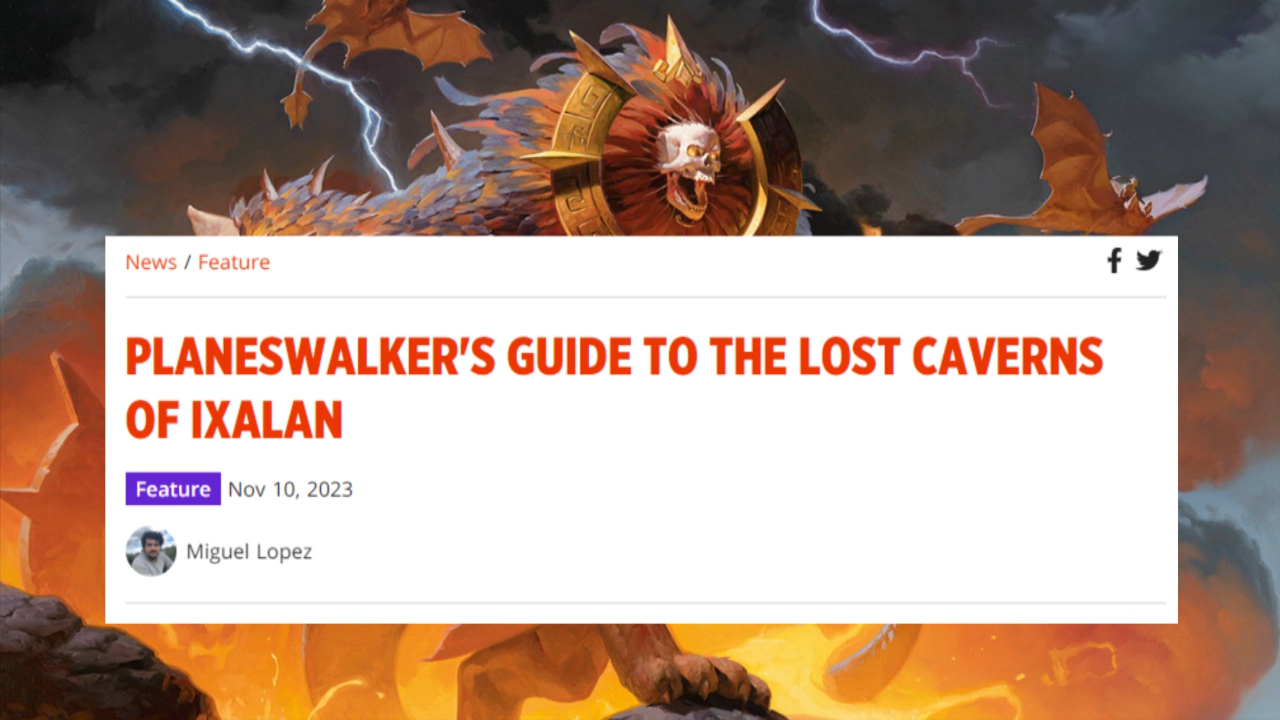 News / Feature
PLANESWALKER'S GUIDE TO THE LOST CAVERNS
OF IXALAN
Feature Nov 10, 2023
Miguel Lopez